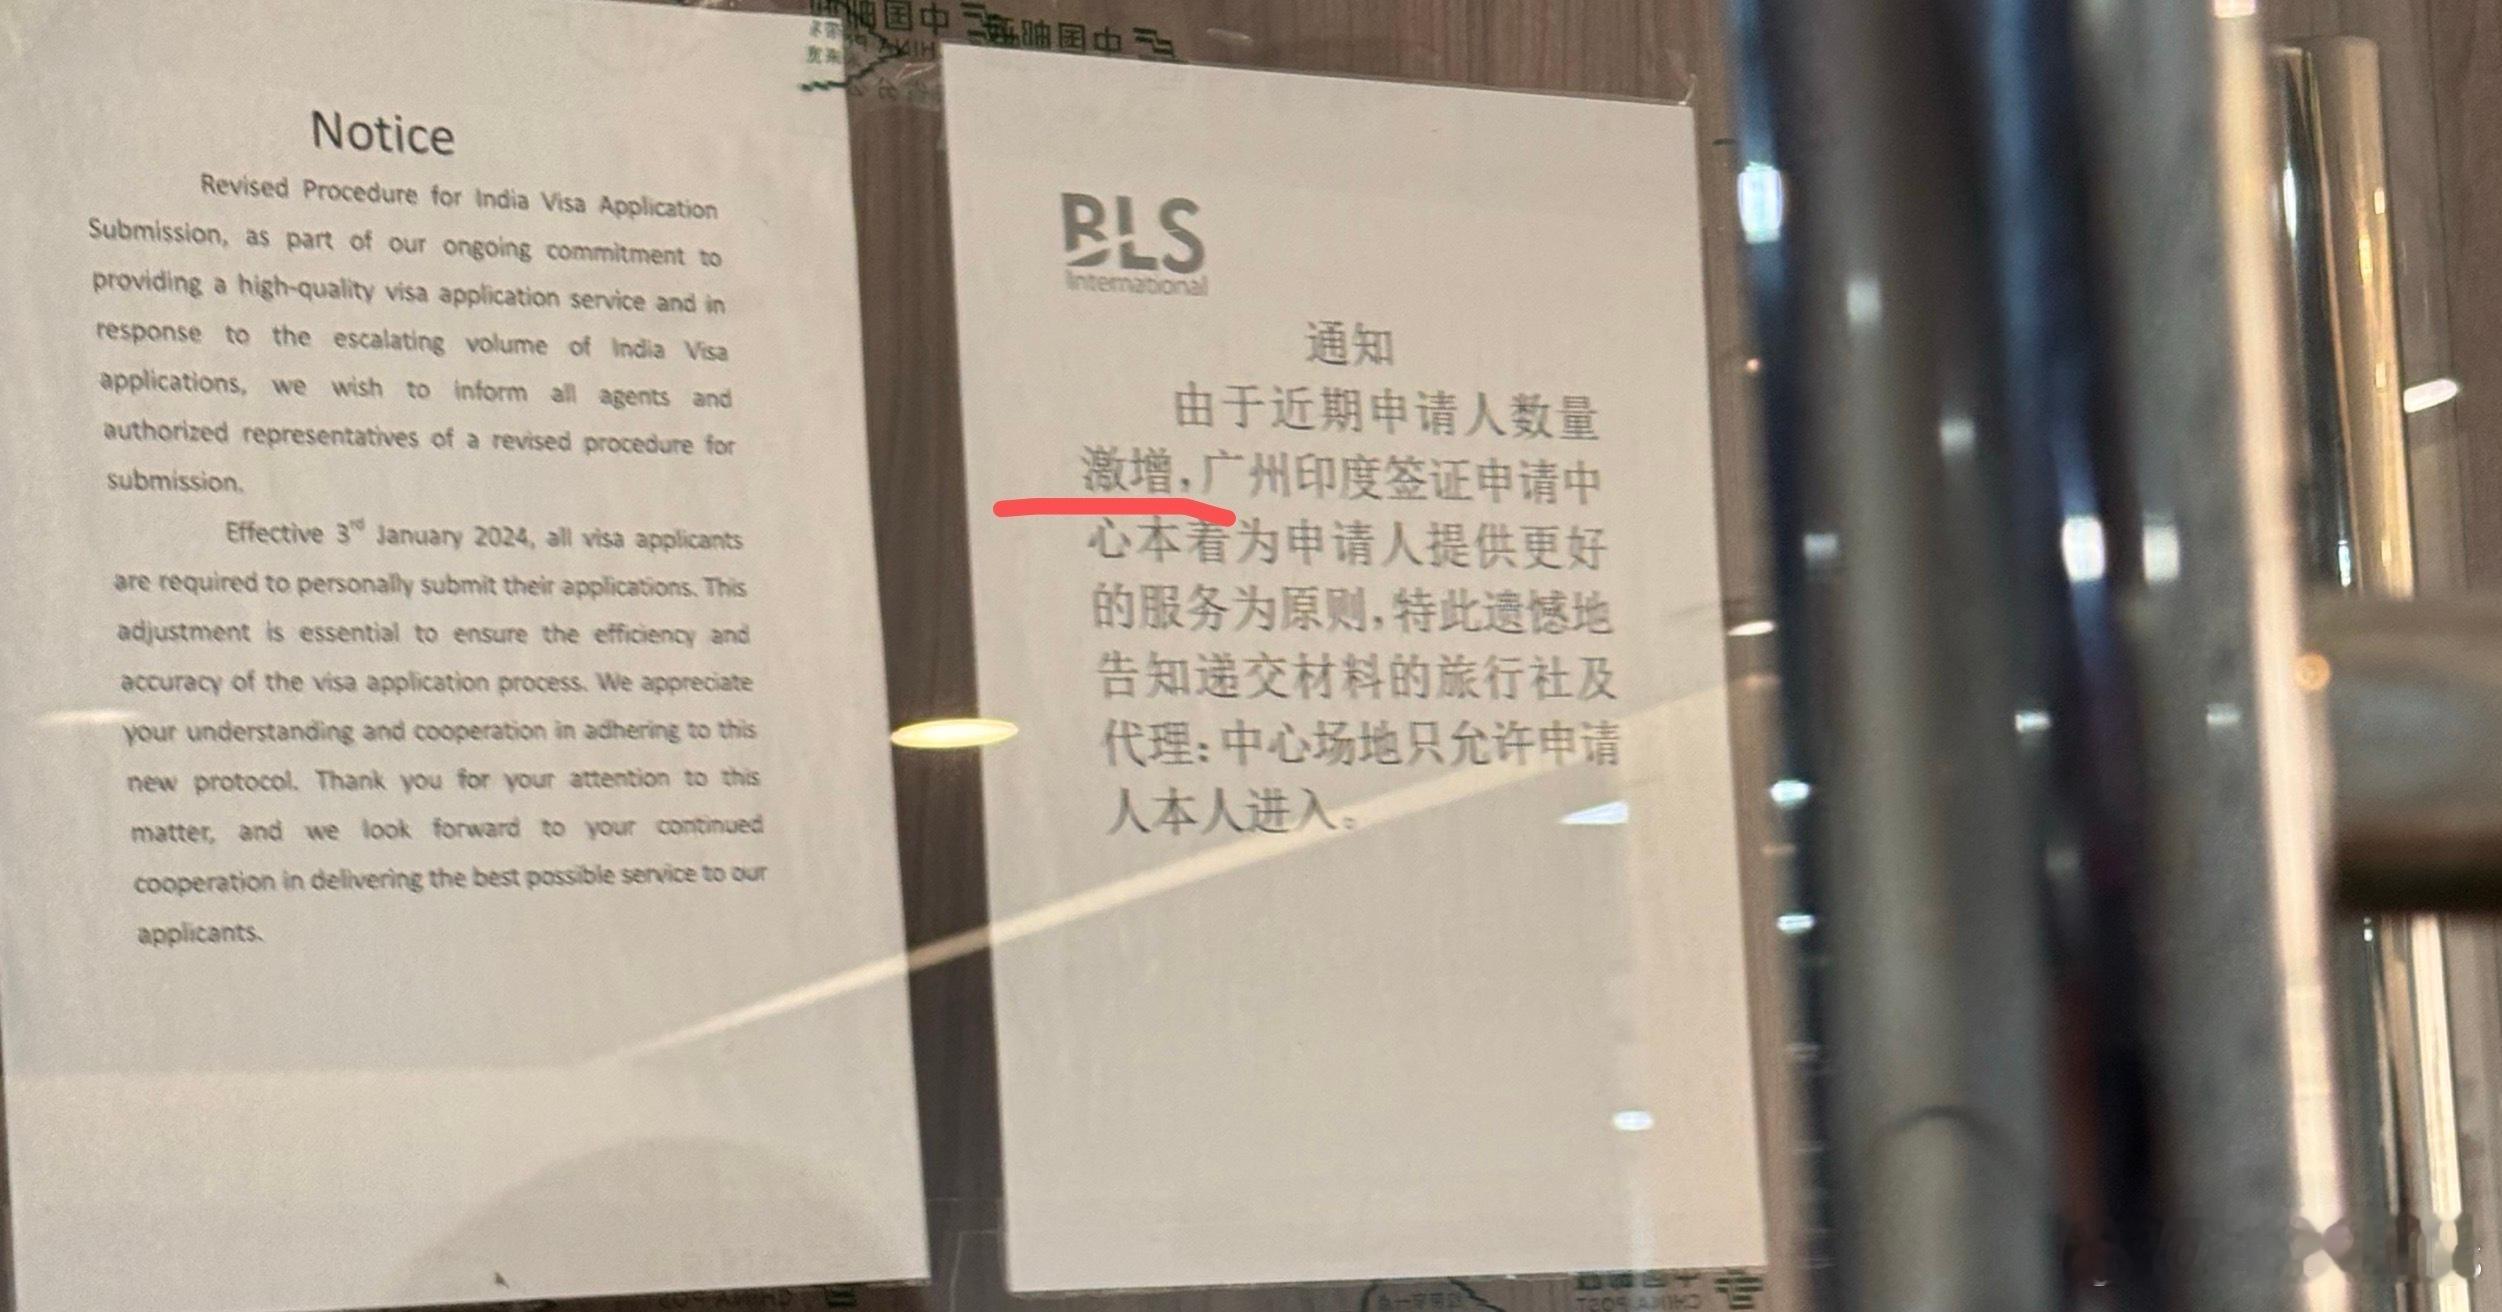 Notice
Revised Procedure for India Visa Application
Submission, as part of our ongoing commitment to
providing a high-quality visa application service and in
response to the escalating volume of India Visa
applications, we wish to inform all agents and
authorized representatives of a revised procedure for
submission.
Effective 3rd January 2024, all visa applicants
are required to personally submit their applications. This
adjustment is essential to ensure the efficiency and
accuracy of the visa application process. We appreciate
your understanding and cooperation in adhering to this
new protocol. Thank you for your attention to this
matter, and we look forward to your continued
cooperation in delivering the best possible service to our
applicants.
BLS
International
通知
由于近期申请人数量
激增，广州印度签证申请中
心本着为申请人提供更好
的服务为原则，特此遗憾地
告知递交材料的旅行社及
代理：中心场地只允许申请
人本人进入。
中国邮
中国邮政
CHINA POST